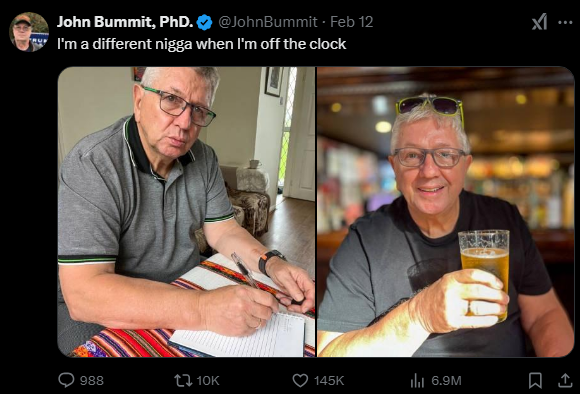 John Bummit, PhD. @JohnBummit · Feb 12
I'm a different nigga when I'm off the clock
988 10K 145K 6.9M